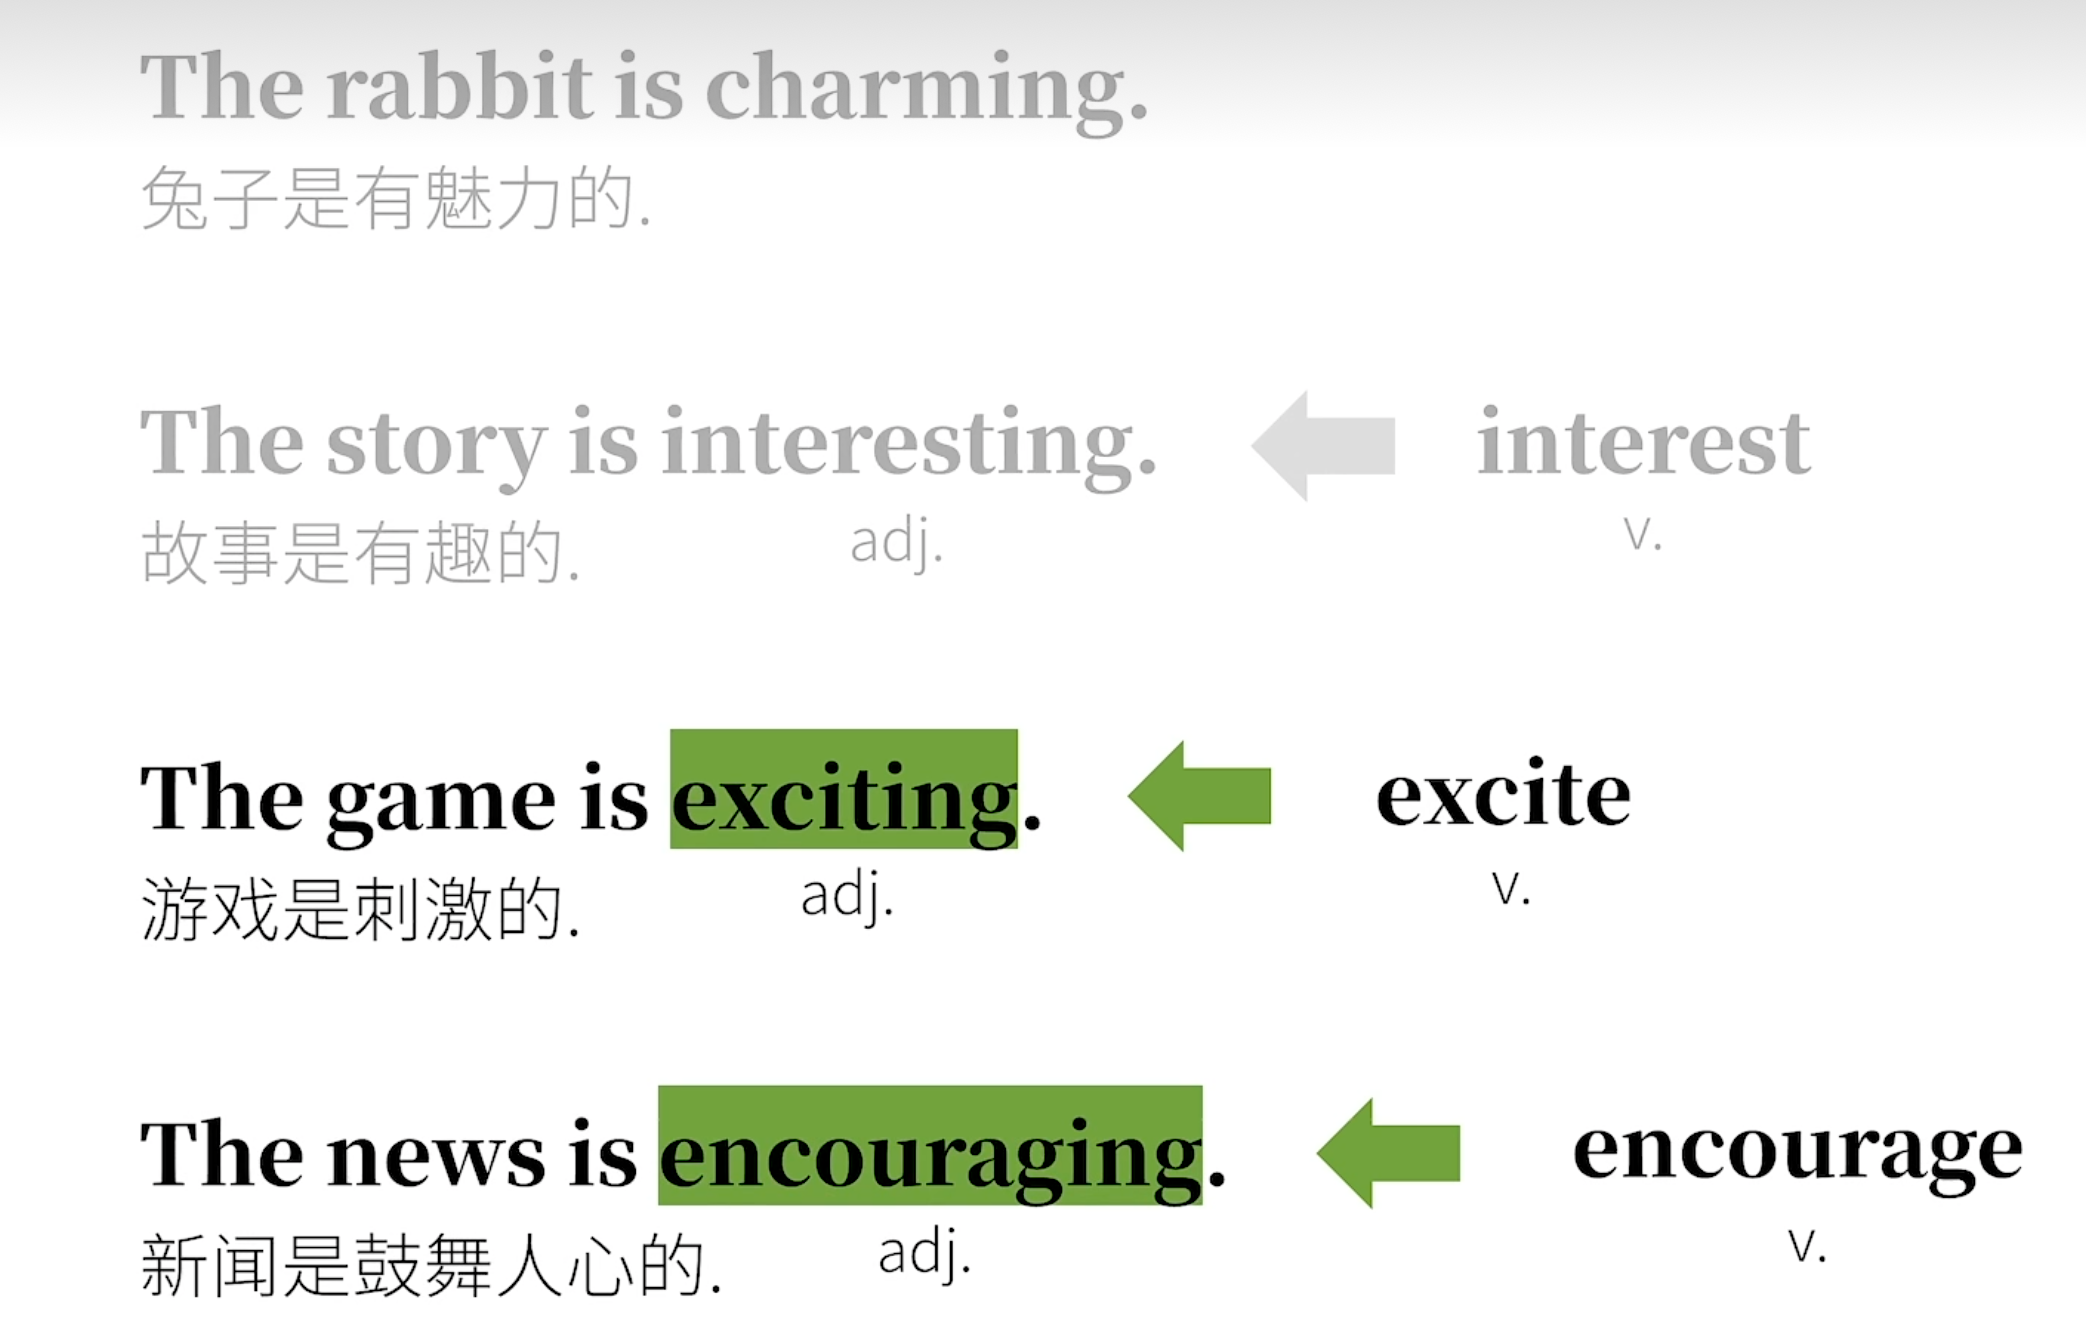 The rabbit is charming.
兔子是有魅力的.
The story is interesting. interest
故事是有趣的. adj. v.
The game is exciting. excite
游戏是刺激的. adj. v.
The news is encouraging. encourage
新闻是鼓舞人心的. adj. v.